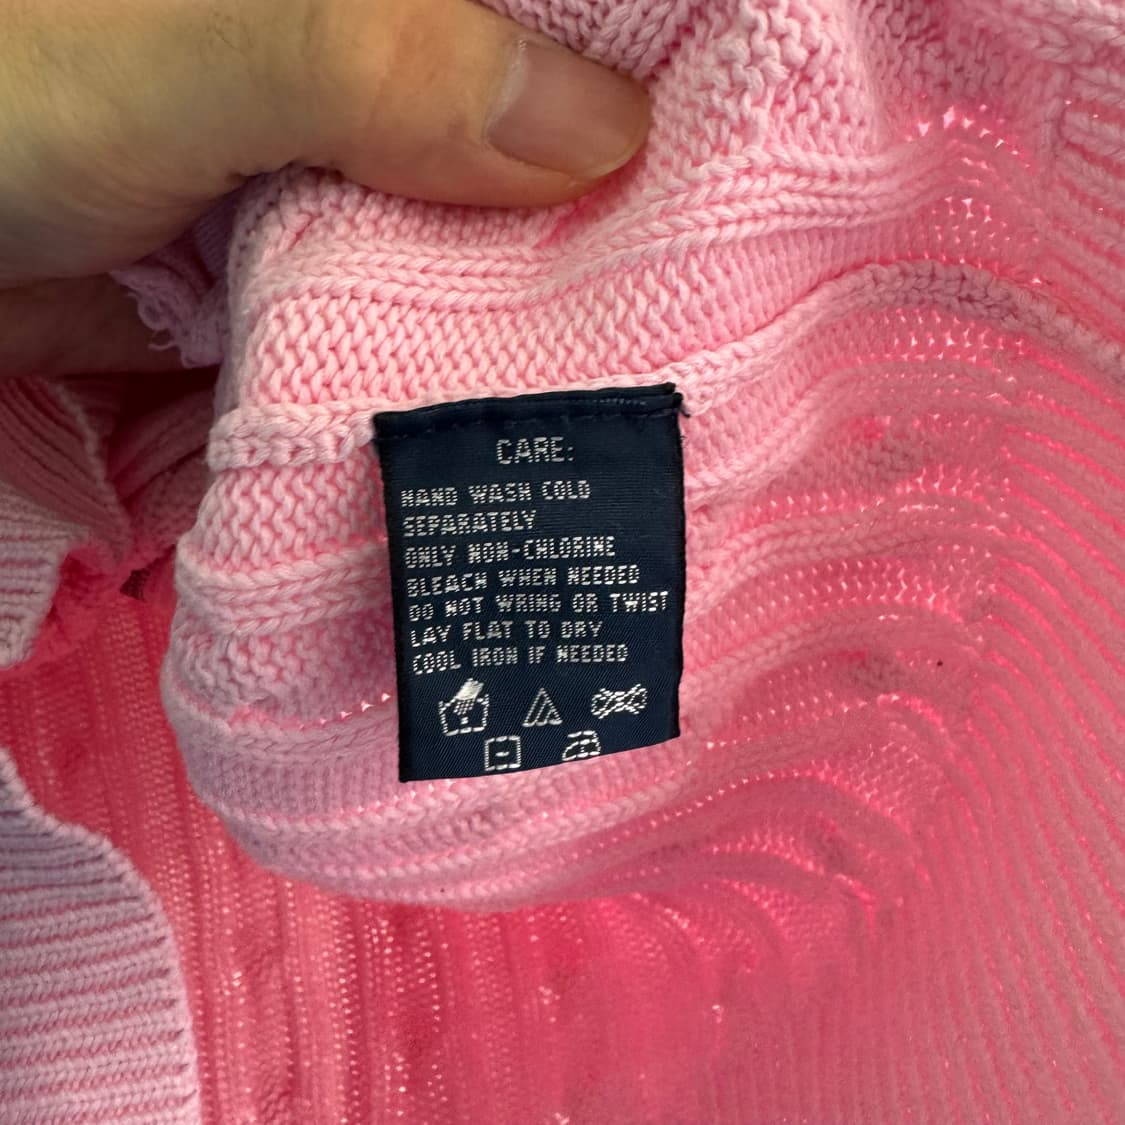 CARE:
HAND WASH COLD
SEPARATELY
ONLY NON-CHLORINE
BLEACH WHEN NEEDED
DO NOT WRING OR TWIST
LAY FLAT TO DRY
COOL IRON IF NEEDED